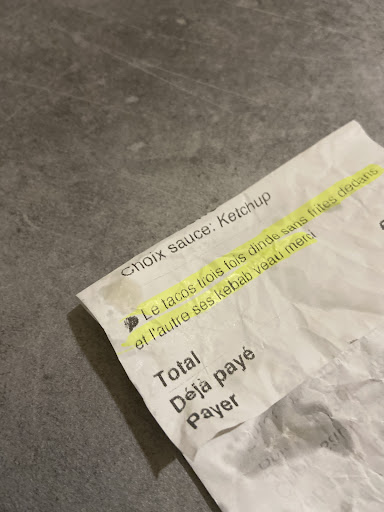 Choix sauce: Ketchup
Le tacos trois fois dinde sans frites dedans
et l'autre ses kebab veau merci
Total
Déjà payé
Payer